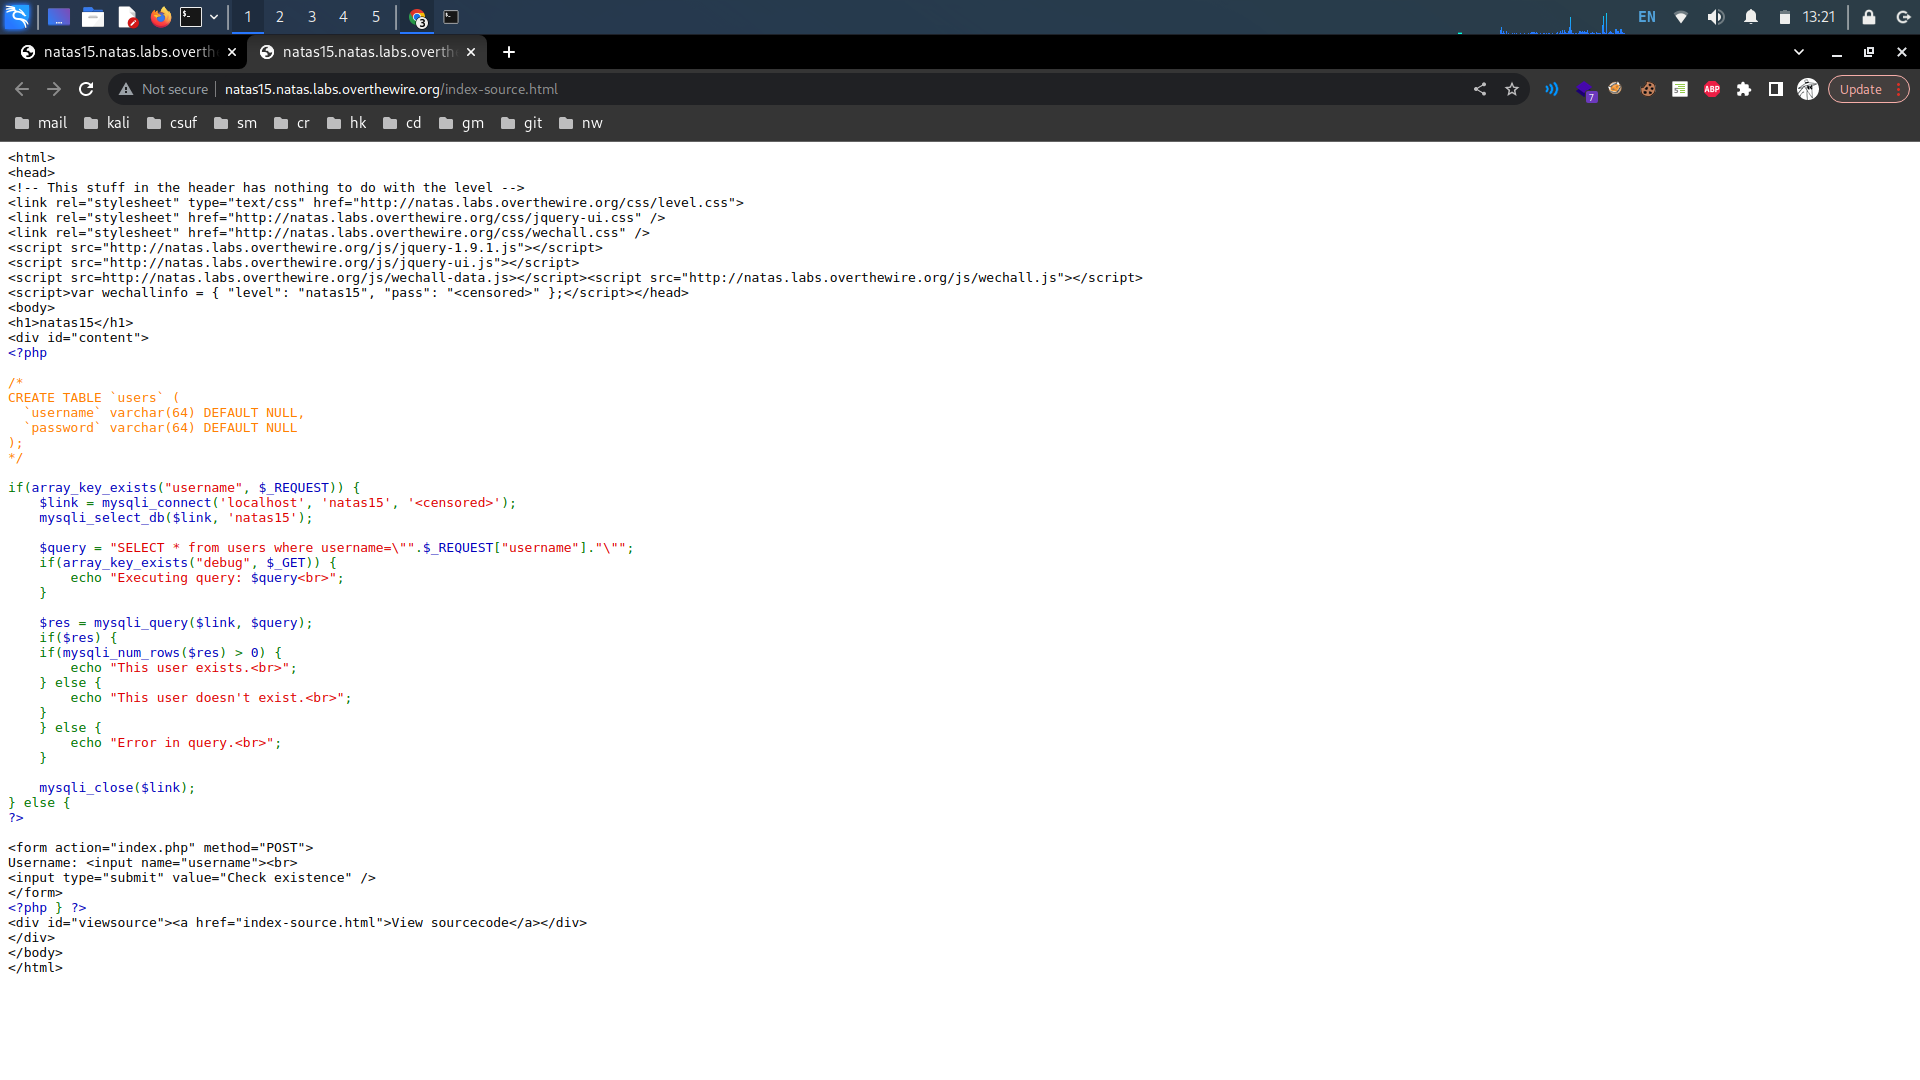 1 2 3 4 5 3 EN 13:21
natas15.natas.labs.overth natas15.natas.labs.overth
Not secure natas15.natas.labs.overthewire.org/index-source.html 7 ABP Update
mail kali csuf sm cr hk cd gm git nw
<html>
<head>
<!-- This stuff in the header has nothing to do with the level -->
<link rel="stylesheet" type="text/css" href="http://natas.labs.overthewire.org/css/level.css">
<link rel="stylesheet" href="http://natas.labs.overthewire.org/css/jquery-ui.css" />
<link rel="stylesheet" href="http://natas.labs.overthewire.org/css/wechall.css" />
<script src="http://natas.labs.overthewire.org/js/jquery-1.9.1.js"></script>
<script src="http://natas.labs.overthewire.org/js/jquery-ui.js"></script>
<script src=http://natas.labs.overthewire.org/js/wechall-data.js></script><script src="http://natas.labs.overthewire.org/js/wechall.js"></script>
<script>var wechallinfo = { "level": "natas15", "pass": "<censored>" };</script></head>
<body>
<h1>natas15</h1>
<div id="content">
<?php
/*
CREATE TABLE `users` (
  `username` varchar(64) DEFAULT NULL,
  `password` varchar(64) DEFAULT NULL
);
*/
if(array_key_exists("username", $_REQUEST)) {
    $link = mysqli_connect('localhost', 'natas15', '<censored>');
    mysqli_select_db($link, 'natas15');
    $query = "SELECT * from users where username=\"".$_REQUEST["username"]."\"";
    if(array_key_exists("debug", $_GET)) {
        echo "Executing query: $query<br>";
    }
    $res = mysqli_query($link, $query);
    if($res) {
    if(mysqli_num_rows($res) > 0) {
        echo "This user exists.<br>";
    } else {
        echo "This user doesn't exist.<br>";
    }
    } else {
        echo "Error in query.<br>";
    }
    mysqli_close($link);
} else {
?>
<form action="index.php" method="POST">
Username: <input name="username"><br>
<input type="submit" value="Check existence" />
</form>
<?php } ?>
<div id="viewsource"><a href="index-source.html">View sourcecode</a></div>
</div>
</body>
</html>